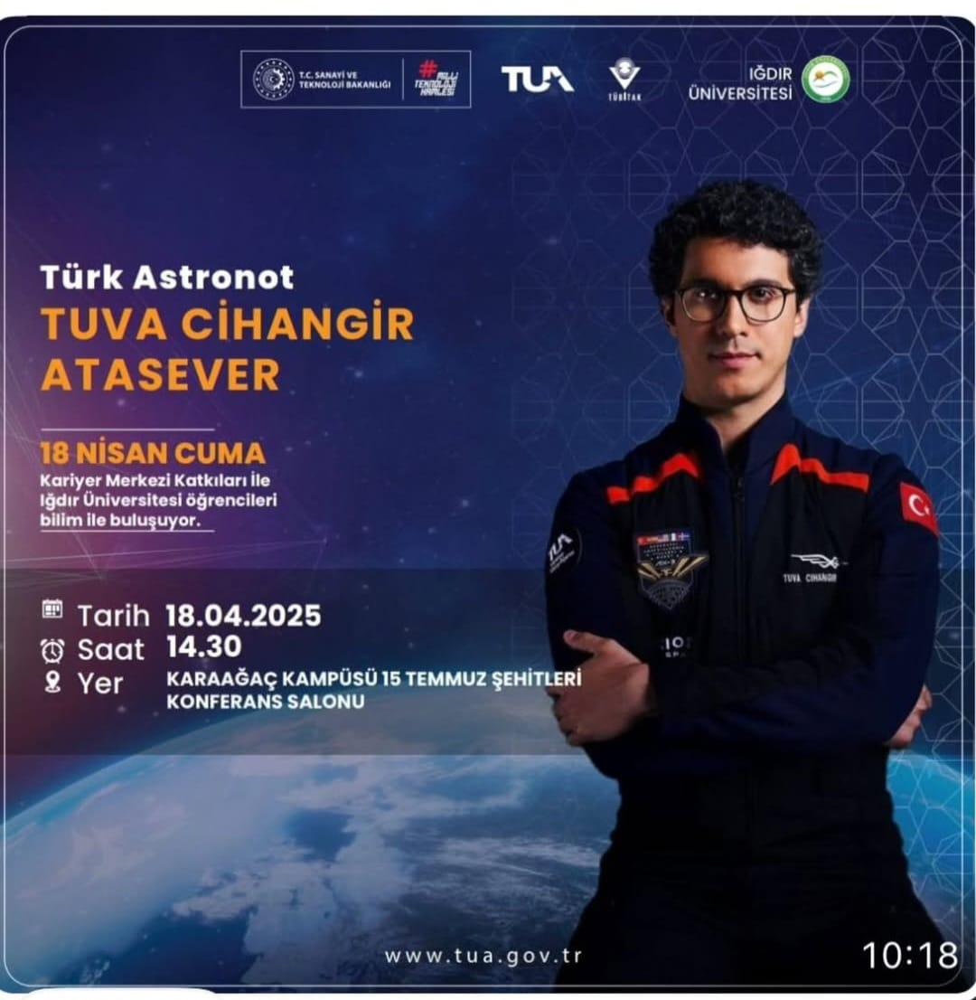 T.C. SANAYİ VE
TEKNOLOJİ BAKANLIĞI
#MİLLİ
TEKNOLOJİ
HAMLESİ
TUA
TÜBİTAK
IĞDIR
ÜNİVERSİTESİ
Türk Astronot
TUVA CİHANGİR
ATASEVER
18 NİSAN CUMA
Kariyer Merkezi Katkıları İle
Iğdır Üniversitesi öğrencileri
bilim ile buluşuyor.
Tarih 18.04.2025
Saat 14.30
Yer KARAAĞAÇ KAMPÜSÜ 15 TEMMUZ ŞEHİTLERİ
KONFERANS SALONU
TUA
TUVA CİHANGİR
www.tua.gov.tr
10:18